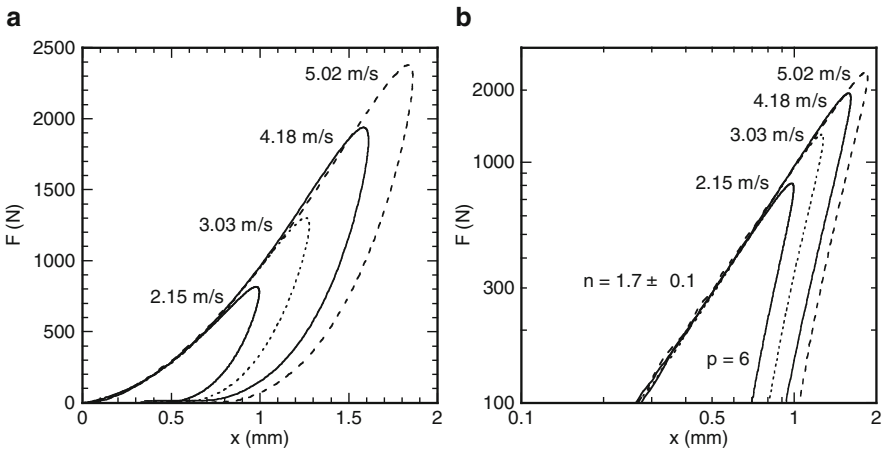 a
2500
2000
1500
1000
500
0
F (N)
5.02 m/s
4.18 m/s
3.03 m/s
2.15 m/s
0 0.5 1 1.5 2
x (mm)
b
2000
1000
300
100
F (N)
5.02 m/s
4.18 m/s
3.03 m/s
2.15 m/s
n = 1.7 ± 0.1
p = 6
0.1 0.5 1 2
x (mm)